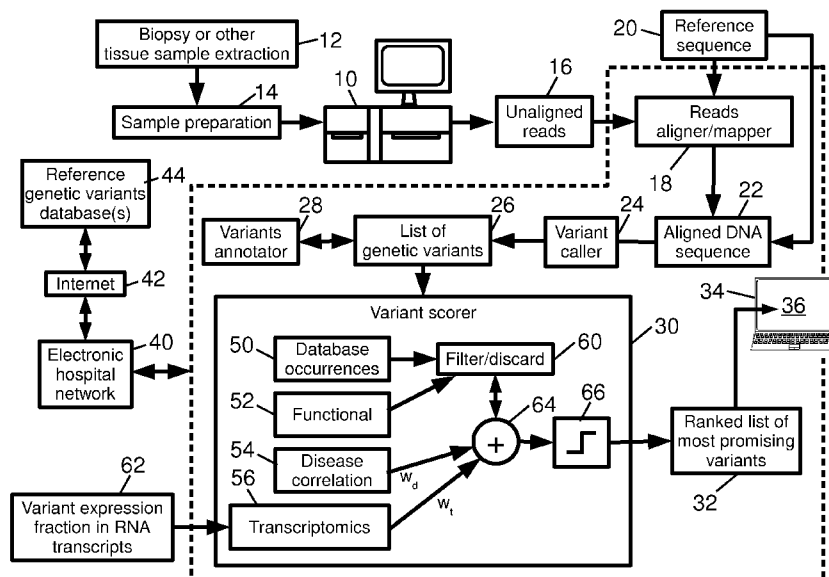 Biopsy or other
tissue sample extraction
12
20
Reference
sequence
14
Sample preparation
10
16
Unaligned
reads
Reads
aligner/mapper
18
Reference
genetic variants
database(s)
44
28
Variants
annotator
26
List of
genetic variants
24
Variant
caller
22
Aligned DNA
sequence
Internet
42
34
36
Variant scorer
30
40
Electronic
hospital
network
50
Database
occurrences
Filter/discard
60
52
Functional
64
66
+
54
Disease
correlation
w_d
Ranked list of
most promising
variants
32
62
Variant expression
fraction in RNA
transcripts
56
Transcriptomics
w_t